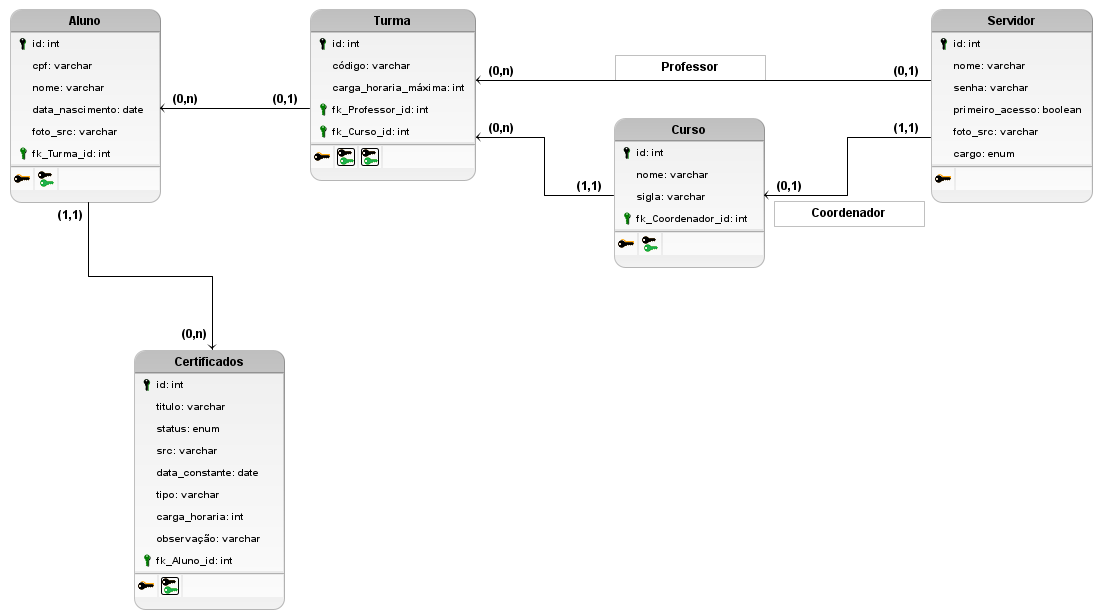 Aluno
id: int
cpf: varchar
nome: varchar
data_nascimento: date
foto_src: varchar
fk_Turma_id: int
(0,n)
(0,1)
(1,1)
Turma
id: int
código: varchar
carga_horaria_máxima: int
fk_Professor_id: int
fk_Curso_id: int
(0,n)
Professor
(0,1)
(0,n)
(1,1)
Curso
id: int
nome: varchar
sigla: varchar
fk_Coordenador_id: int
(1,1)
(0,1)
Coordenador
Servidor
id: int
nome: varchar
senha: varchar
primeiro_acesso: boolean
foto_src: varchar
cargo: enum
(0,n)
Certificados
id: int
titulo: varchar
status: enum
src: varchar
data_constante: date
tipo: varchar
carga_horaria: int
observação: varchar
fk_Aluno_id: int